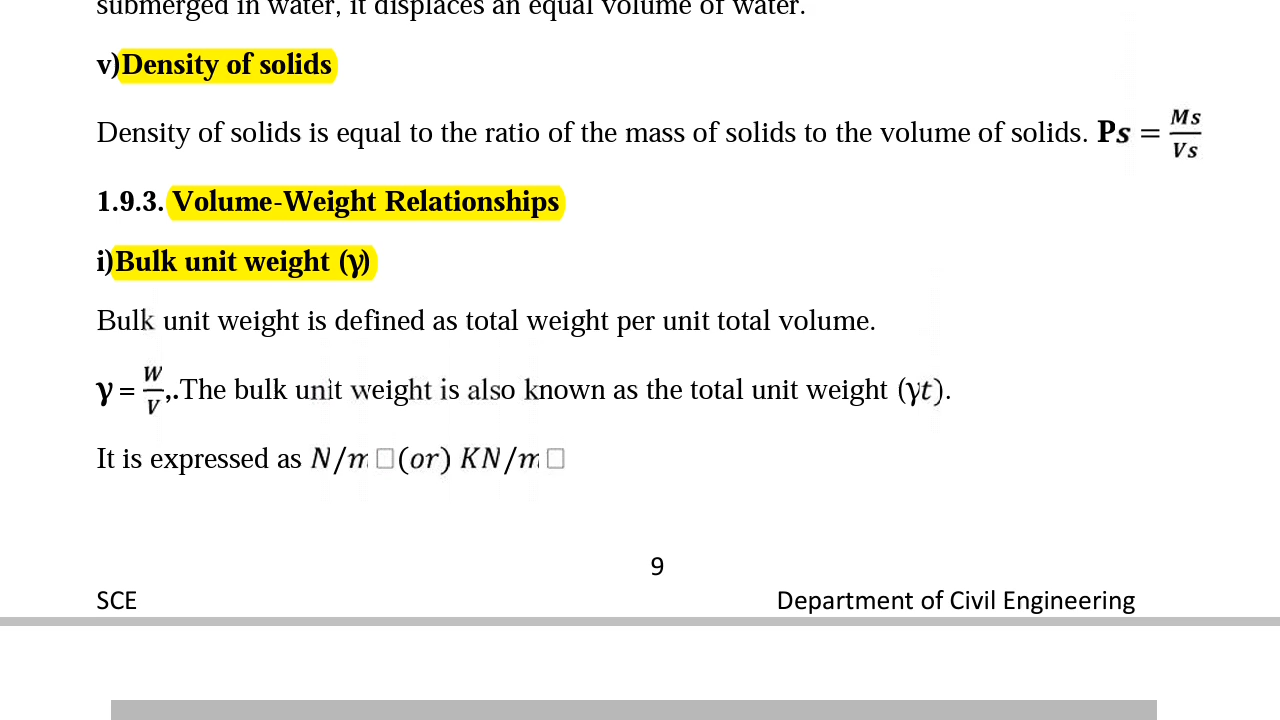 submerged in water, it displaces an equal volume of water.
v)Density of solids
Density of solids is equal to the ratio of the mass of solids to the volume of solids. Ps = Ms/Vs
1.9.3. Volume-Weight Relationships
i)Bulk unit weight (γ)
Bulk unit weight is defined as total weight per unit total volume.
γ = W/V,.The bulk unit weight is also known as the total unit weight (γt).
It is expressed as N/m□(or) KN/m□
9
SCE Department of Civil Engineering